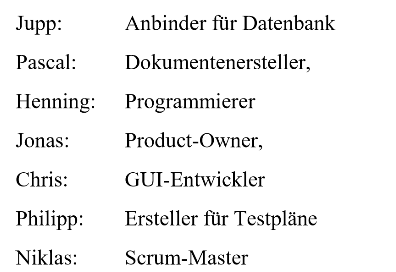 Jupp: Anbinder für Datenbank
Pascal: Dokumentenersteller,
Henning: Programmierer
Jonas: Product-Owner,
Chris: GUI-Entwickler
Philipp: Ersteller für Testpläne
Niklas: Scrum-Master